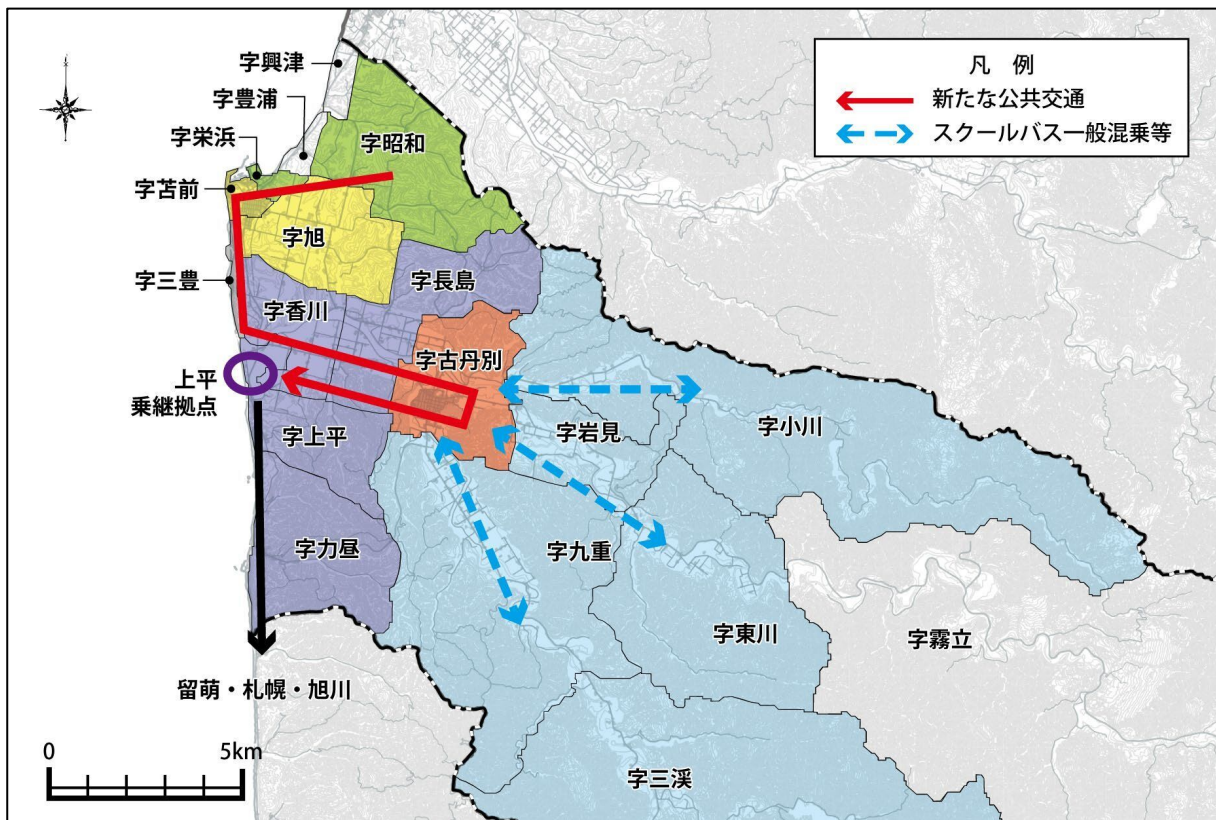 凡 例
新たな公共交通
スクールバス一般混乗等
字興津
字豊浦
字栄浜
字昭和
字苫前
字旭
字三豊
字長島
字香川
字古丹別
上平
乗継拠点
字上平
字岩見
字小川
字力昼
字九重
字東川
字霧立
留萌・札幌・旭川
0 5km
字三渓